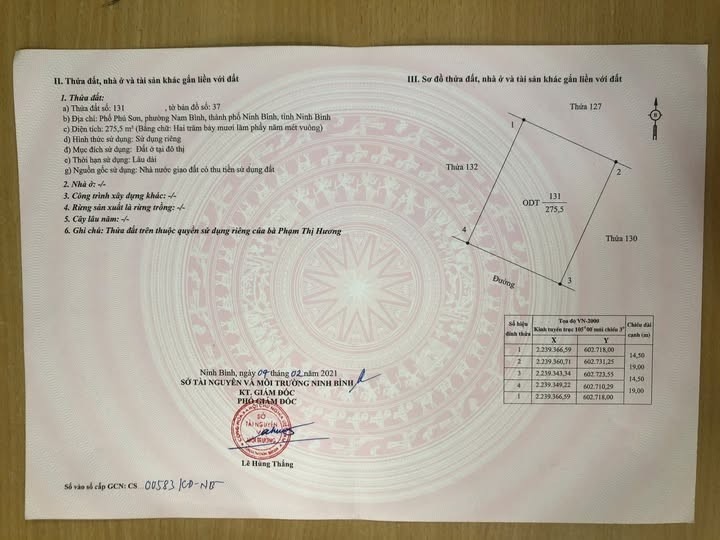 II. Thửa đất, nhà ở và tài sản khác gắn liền với đất
1. Thửa đất:
a) Thửa đất số: 131 , tờ bản đồ số: 37
b) Địa chỉ: Phố Phú Sơn, phường Nam Bình, thành phố Ninh Bình, tỉnh Ninh Bình
c) Diện tích: 275,5 m² (Bằng chữ: Hai trăm bảy mươi lăm phẩy năm mét vuông)
d) Hình thức sử dụng: Sử dụng riêng
đ) Mục đích sử dụng: Đất ở tại đô thị
e) Thời hạn sử dụng: Lâu dài
g) Nguồn gốc sử dụng: Nhà nước giao đất có thu tiền sử dụng đất
2. Nhà ở: -/-
3. Công trình xây dựng khác: -/-
4. Rừng sản xuất là rừng trồng: -/-
5. Cây lâu năm: -/-
6. Ghi chú: Thửa đất trên thuộc quyền sử dụng riêng của bà Phạm Thị Hương
Ninh Bình, ngày 04 tháng 02 năm 2021
SỞ TÀI NGUYÊN VÀ MÔI TRƯỜNG NINH BÌNH
KT. GIÁM ĐỐC
PHÓ GIÁM ĐỐC
SỞ
TÀI NGUYÊN
MÔI TRƯỜNG
Lê Hùng Thắng
Số vào sổ cấp GCN: CS 00583/CĐ-NB
III. Sơ đồ thửa đất, nhà ở và tài sản khác gắn liền với đất
Thửa 127
B
1
Thửa 132
2
ODT 131
275,5
4
Thửa 130
3
Đường
Số hiệu đỉnh thửa Tọa độ VN-2000 Kinh tuyến trục 105°00' múi chiếu 3° Chiều dài cạnh (m)
X Y
1 2.239.366,59 602.718,00
14,50
2 2.239.360,71 602.731,25
19,00
3 2.239.343,34 602.723,55
14,50
4 2.239.349,22 602.710,29
19,00
1 2.239.366,59 602.718,00